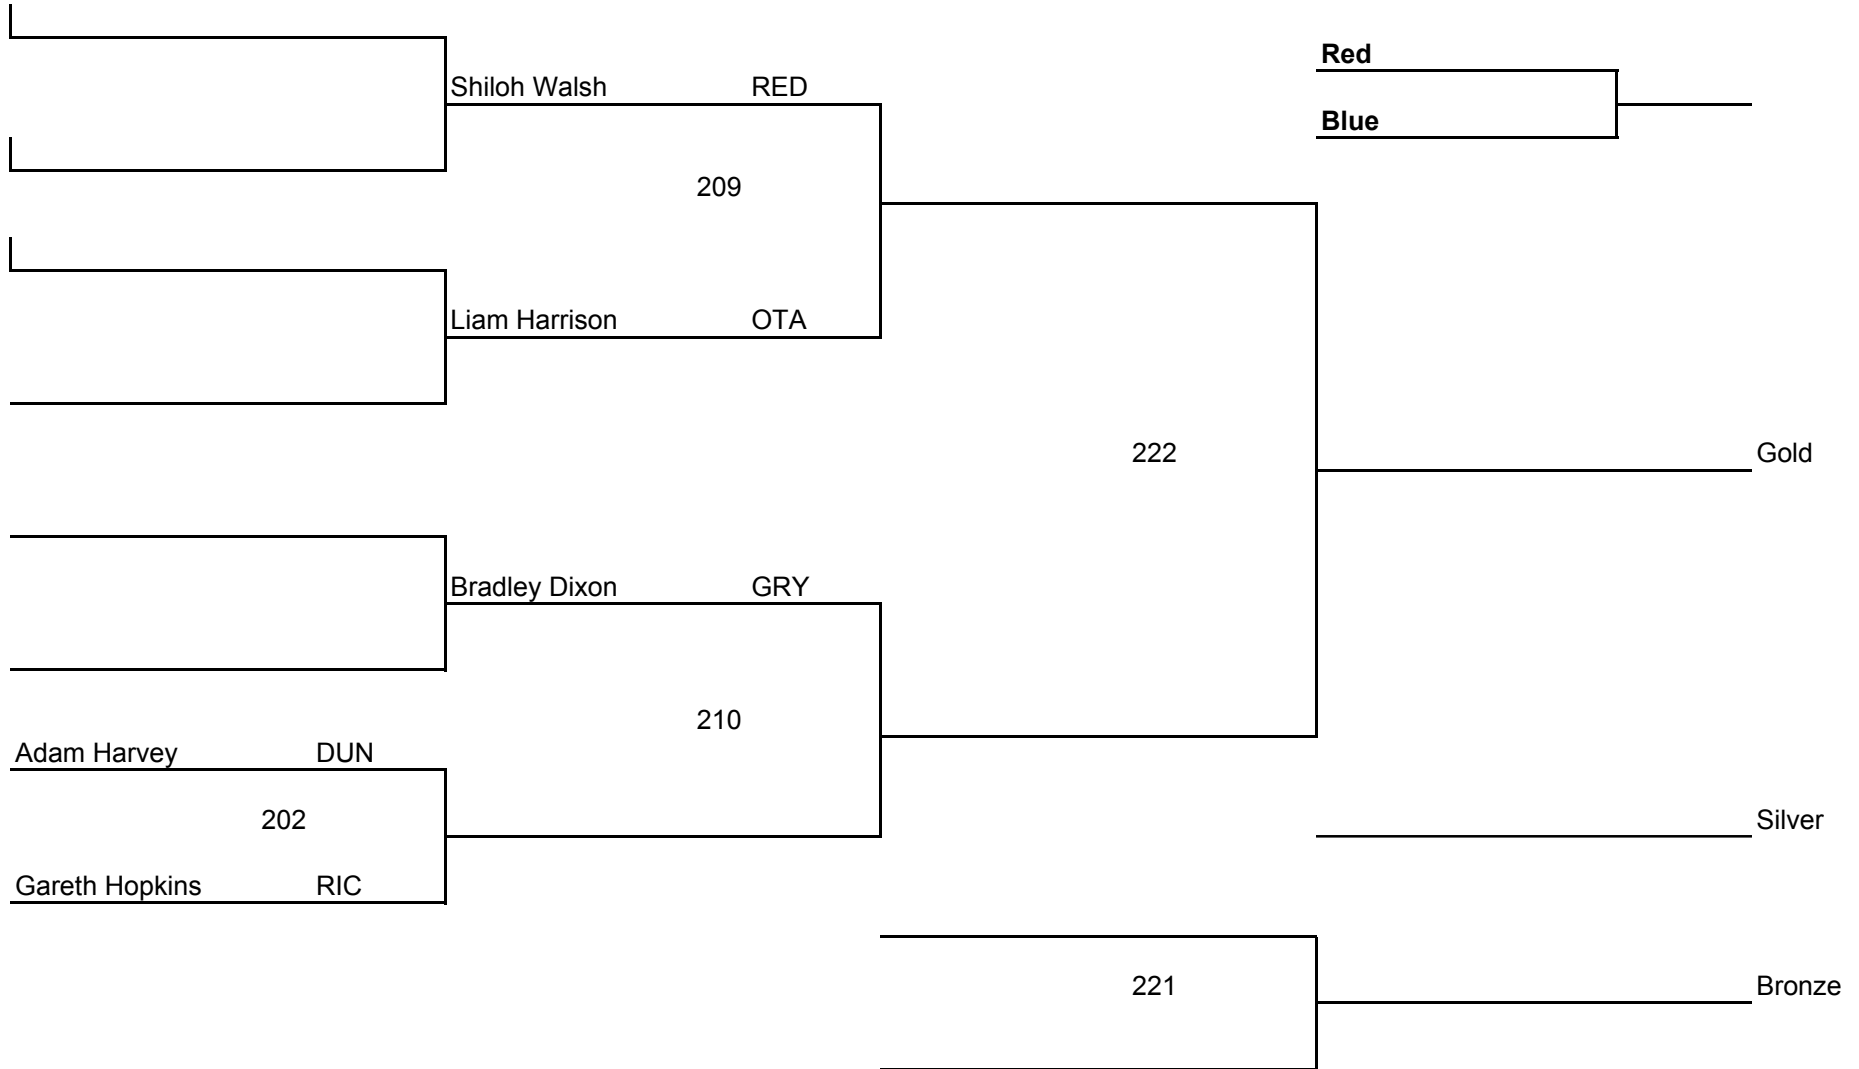 Red
Shiloh Walsh RED
Blue
209
Liam Harrison OTA
222 Gold
Bradley Dixon GRY
210
Adam Harvey DUN
202 Silver
Gareth Hopkins RIC
221 Bronze